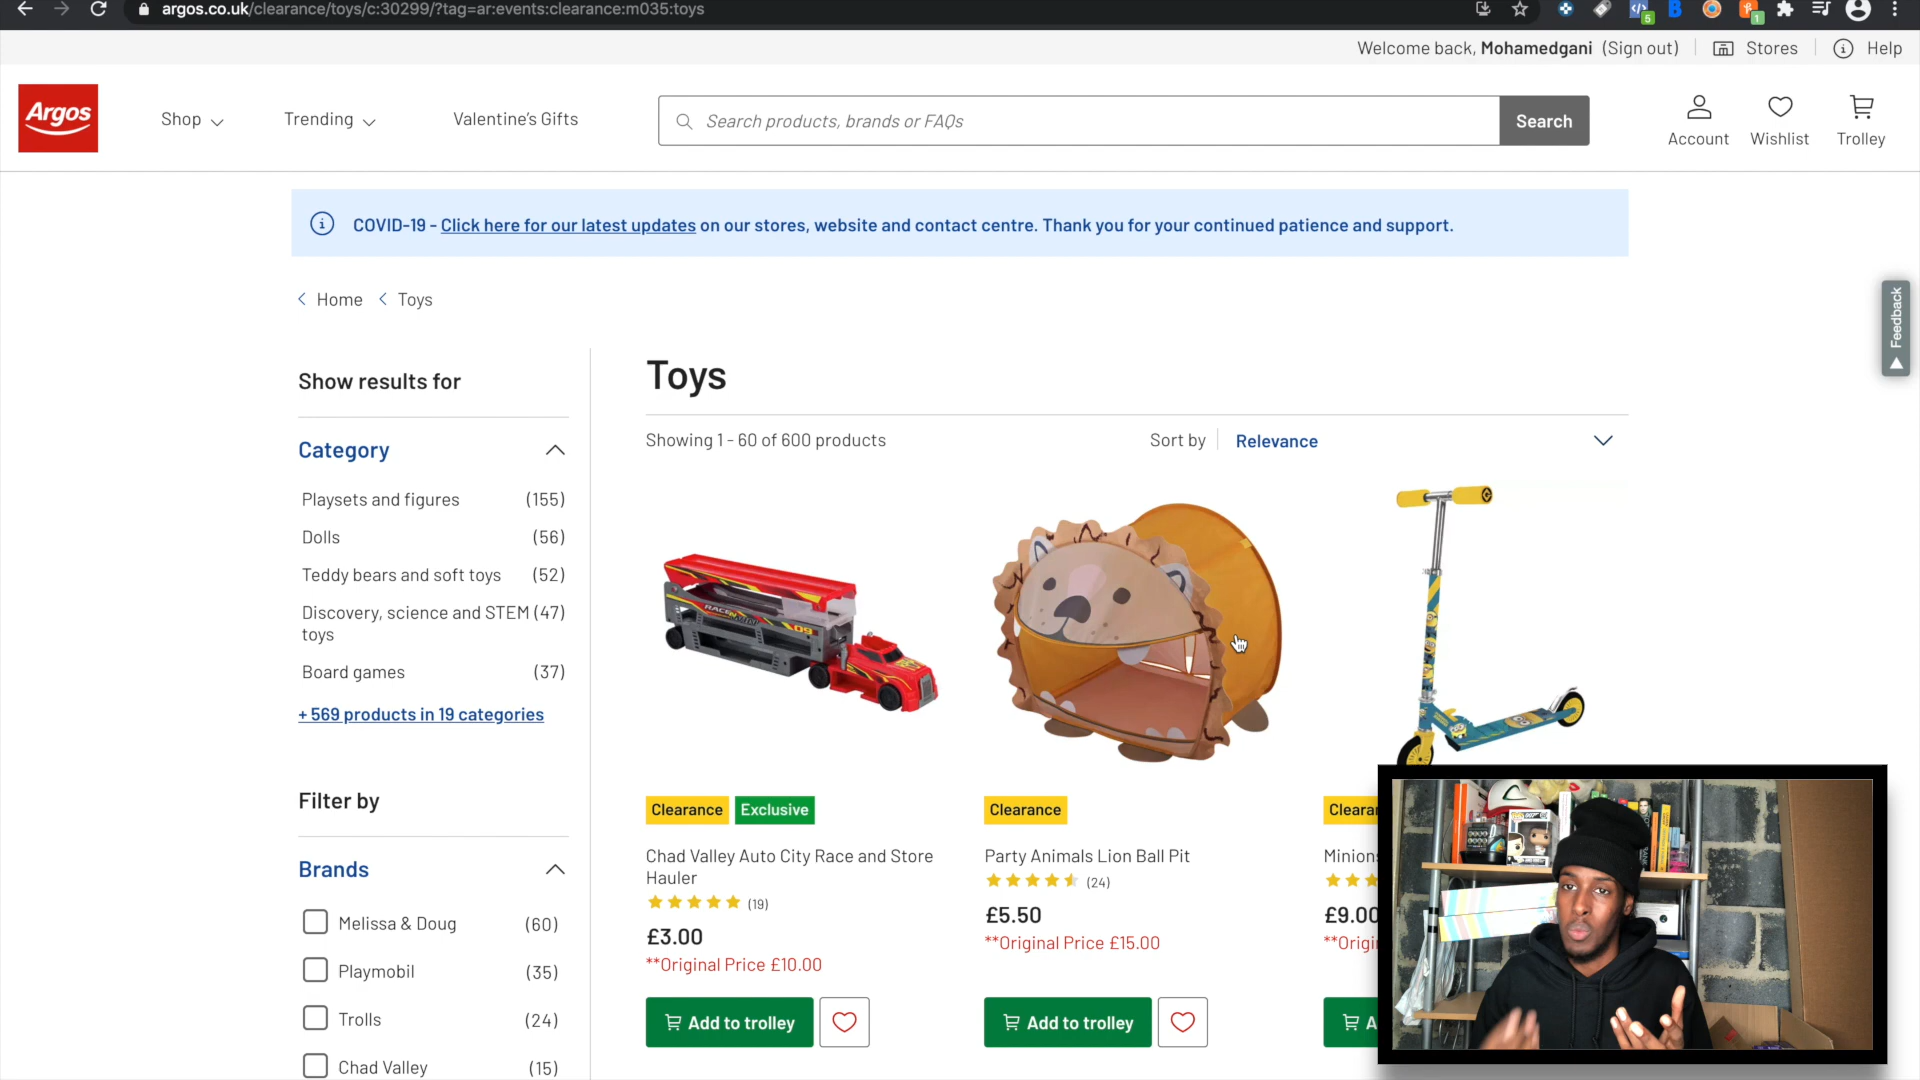 argos.co.uk/clearance/toys/c:30299/?tag=ar:events:clearance:m035:toys
5
1
Welcome back, Mohamedgani (Sign out)
Stores
Help
Argos
Shop
Trending
Valentine's Gifts
Search products, brands or FAQs
Search
Account
Wishlist
Trolley
COVID-19 - Click here for our latest updates on our stores, website and contact centre. Thank you for your continued patience and support.
Home
Toys
Feedback
Show results for
Category
Playsets and figures (155)
Dolls (56)
Teddy bears and soft toys (52)
Discovery, science and STEM (47)
toys
Board games (37)
+ 569 products in 19 categories
Filter by
Brands
Melissa & Doug (60)
Playmobil (35)
Trolls (24)
Chad Valley (15)
Toys
Showing 1 - 60 of 600 products
Sort by
Relevance
09
Clearance
Exclusive
Chad Valley Auto City Race and Store
Hauler
(19)
£3.00
**Original Price £10.00
Add to trolley
Clearance
Party Animals Lion Ball Pit
(24)
£5.50
**Original Price £15.00
Add to trolley
Cleara
Minions
£9.00
**Origi
A